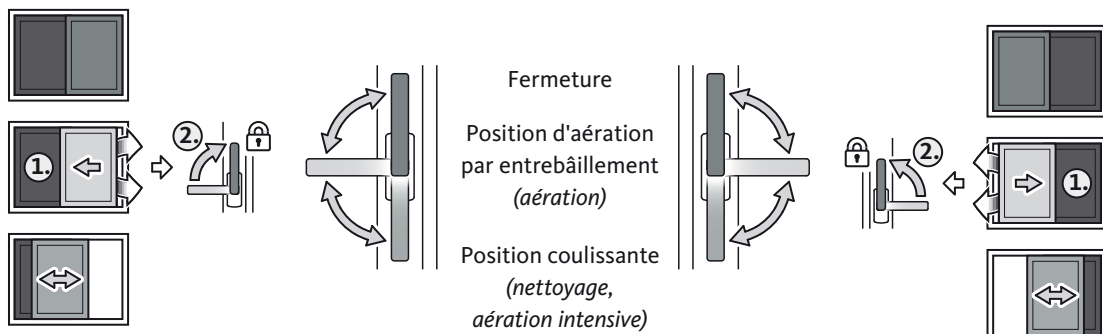 Fermeture
1.
2.
Position d'aération
par entrebâillement
(aération)
2.
1.
Position coulissante
(nettoyage,
aération intensive)